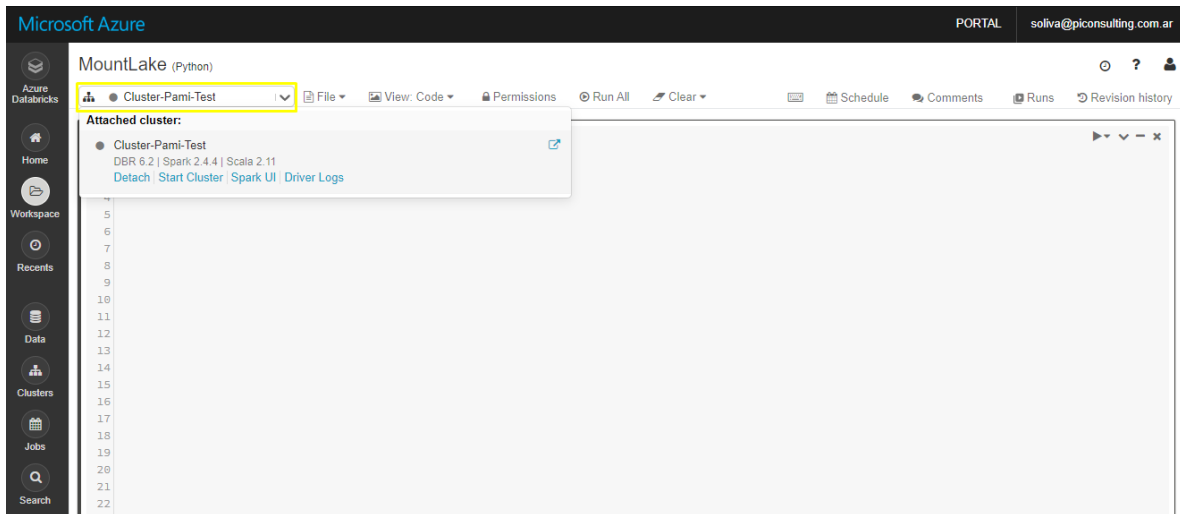 Microsoft Azure PORTAL soliva@piconsulting.com.ar
MountLake (Python) ?
Azure Databricks
Cluster-Pami-Test File View: Code Permissions Run All Clear Schedule Comments Runs Revision history
Attached cluster:
Cluster-Pami-Test
DBR 6.2 | Spark 2.4.4 | Scala 2.11
Detach | Start Cluster | Spark UI | Driver Logs
Home
Workspace
Recents
Data
Clusters
Jobs
Search
5
6
7
8
9
10
11
12
13
14
15
16
17
18
19
20
21
22